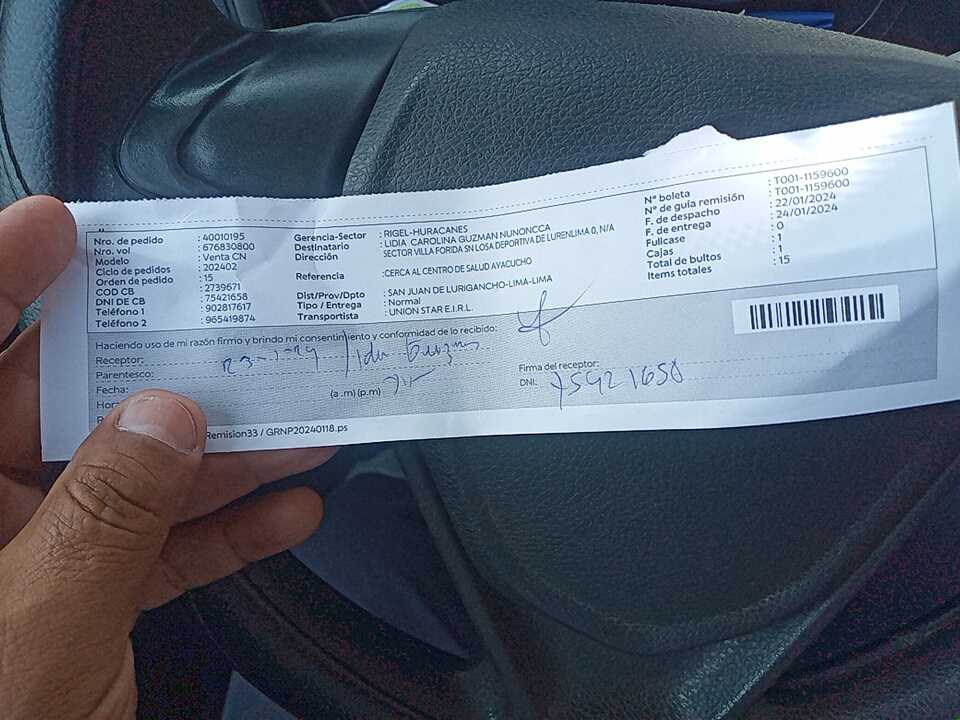 Nro. de pedido : 40010195
Nro. vol : 676830800
Modelo : Venta CN
Ciclo de pedidos : 202402
Orden de pedido : 15
COD CB : 2739671
DNI DE CB : 75421658
Teléfono 1 : 902817617
Teléfono 2 : 965419874
Gerencia-Sector : RIGEL-HURACANES
Destinatario : LIDIA CAROLINA GUZMAN NUNONCCA
Dirección SECTOR VILLA FORIDA SN LOSA DEPORTIVA DE LURENLIMA 0, N/A
Referencia : CERCA AL CENTRO DE SALUD AYACUCHO
Dist/Prov/Dpto : SAN JUAN DE LURIGANCHO-LIMA-LIMA
Tipo / Entrega : Normal
Transportista : UNION STAR E.I.R.L.
N° boleta : T001-1159600
N° de guía remisión : T001-1159600
F. de despacho : 22/01/2024
F. de entrega : 24/01/2024
Fullcase : 0
Cajas : 1
Total de bultos : 1
Items totales : 15
Haciendo uso de mi razón firmo y brindo mi consentimiento y conformidad de lo recibido:
Receptor:
Parentesco: 23-1-24
Fecha: (a .m) (p.m)
Firma del receptor:
DNI: 75421658
Remision33 / GRNP20240118.ps